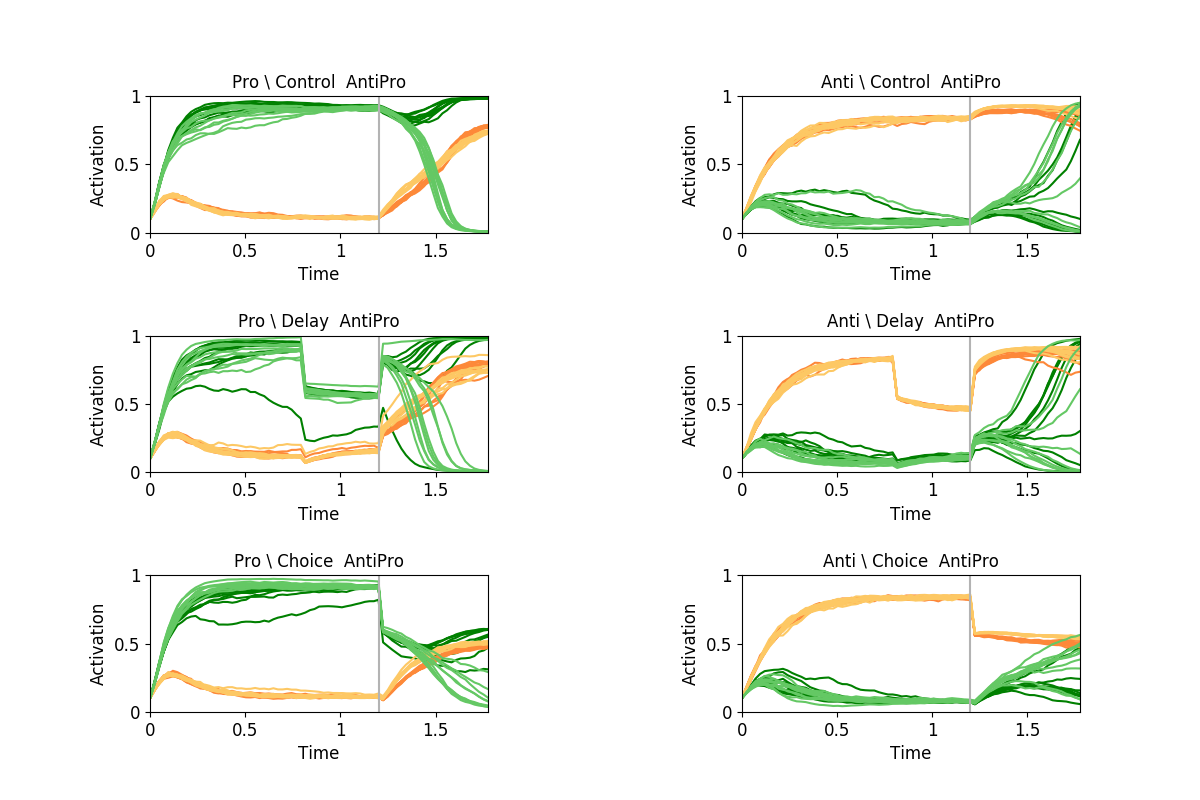 Pro \ Control  AntiPro
Anti \ Control  AntiPro
1
0.5
0
Activation
0
0.5
1
1.5
Time
1
0.5
0
Activation
0
0.5
1
1.5
Time
Pro \ Delay  AntiPro
Anti \ Delay  AntiPro
1
0.5
0
Activation
0
0.5
1
1.5
Time
1
0.5
0
Activation
0
0.5
1
1.5
Time
Pro \ Choice  AntiPro
Anti \ Choice  AntiPro
1
0.5
0
Activation
0
0.5
1
1.5
Time
1
0.5
0
Activation
0
0.5
1
1.5
Time